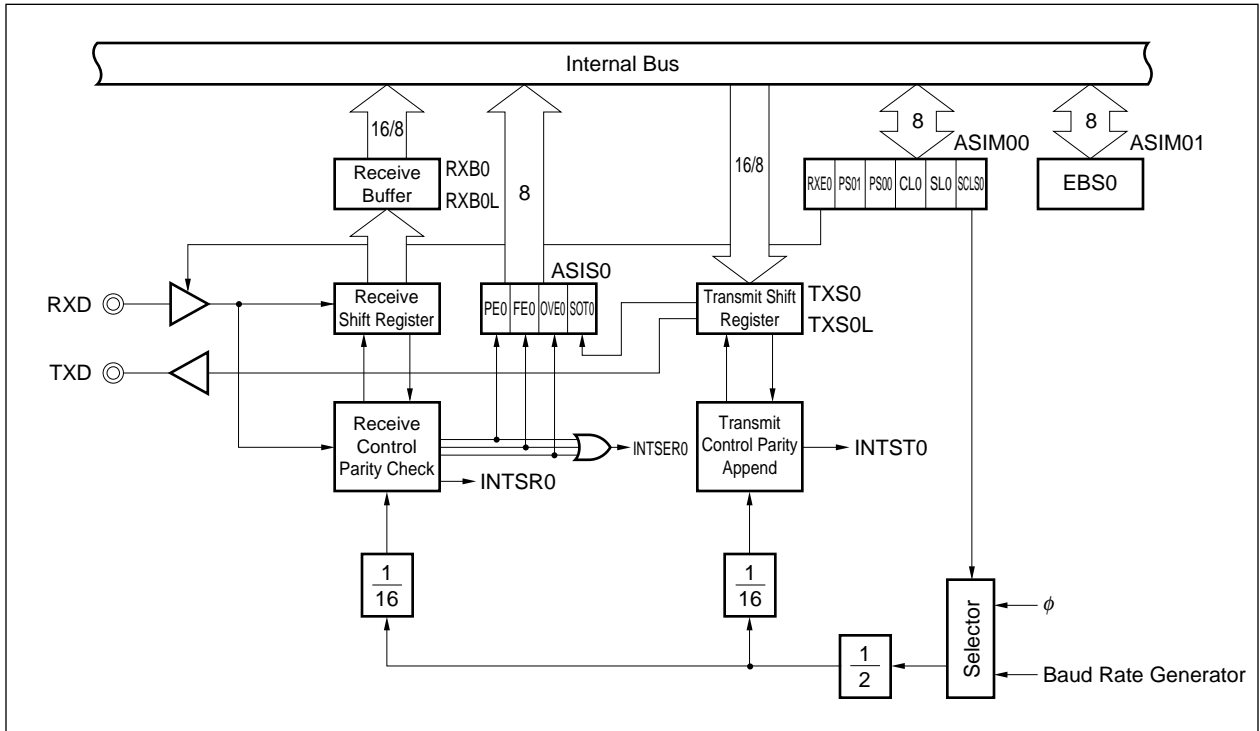 Internal Bus
16/8
8
16/8
8
8
ASIM00
ASIM01
Receive
Buffer
RXB0
RXB0L
RXE0 PS01 PS00 CL0 SL0 SCLS0
EBS0
RXD
Receive
Shift Register
ASIS0
PE0 FE0 OVE0 SOT0
Transmit Shift
Register
TXS0
TXS0L
TXD
Receive
Control
Parity Check
INTSER0
INTSR0
Transmit
Control Parity
Append
INTST0
1
16
1
16
1
2
Selector
ϕ
Baud Rate Generator